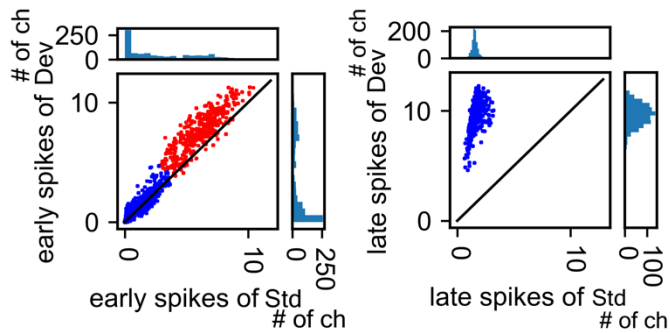 # of ch
250
0
early spikes of Dev
10
0
0
10
0
250
early spikes of Std
# of ch
# of ch
200
0
late spikes of Dev
10
0
0
10
0
100
late spikes of Std
# of ch